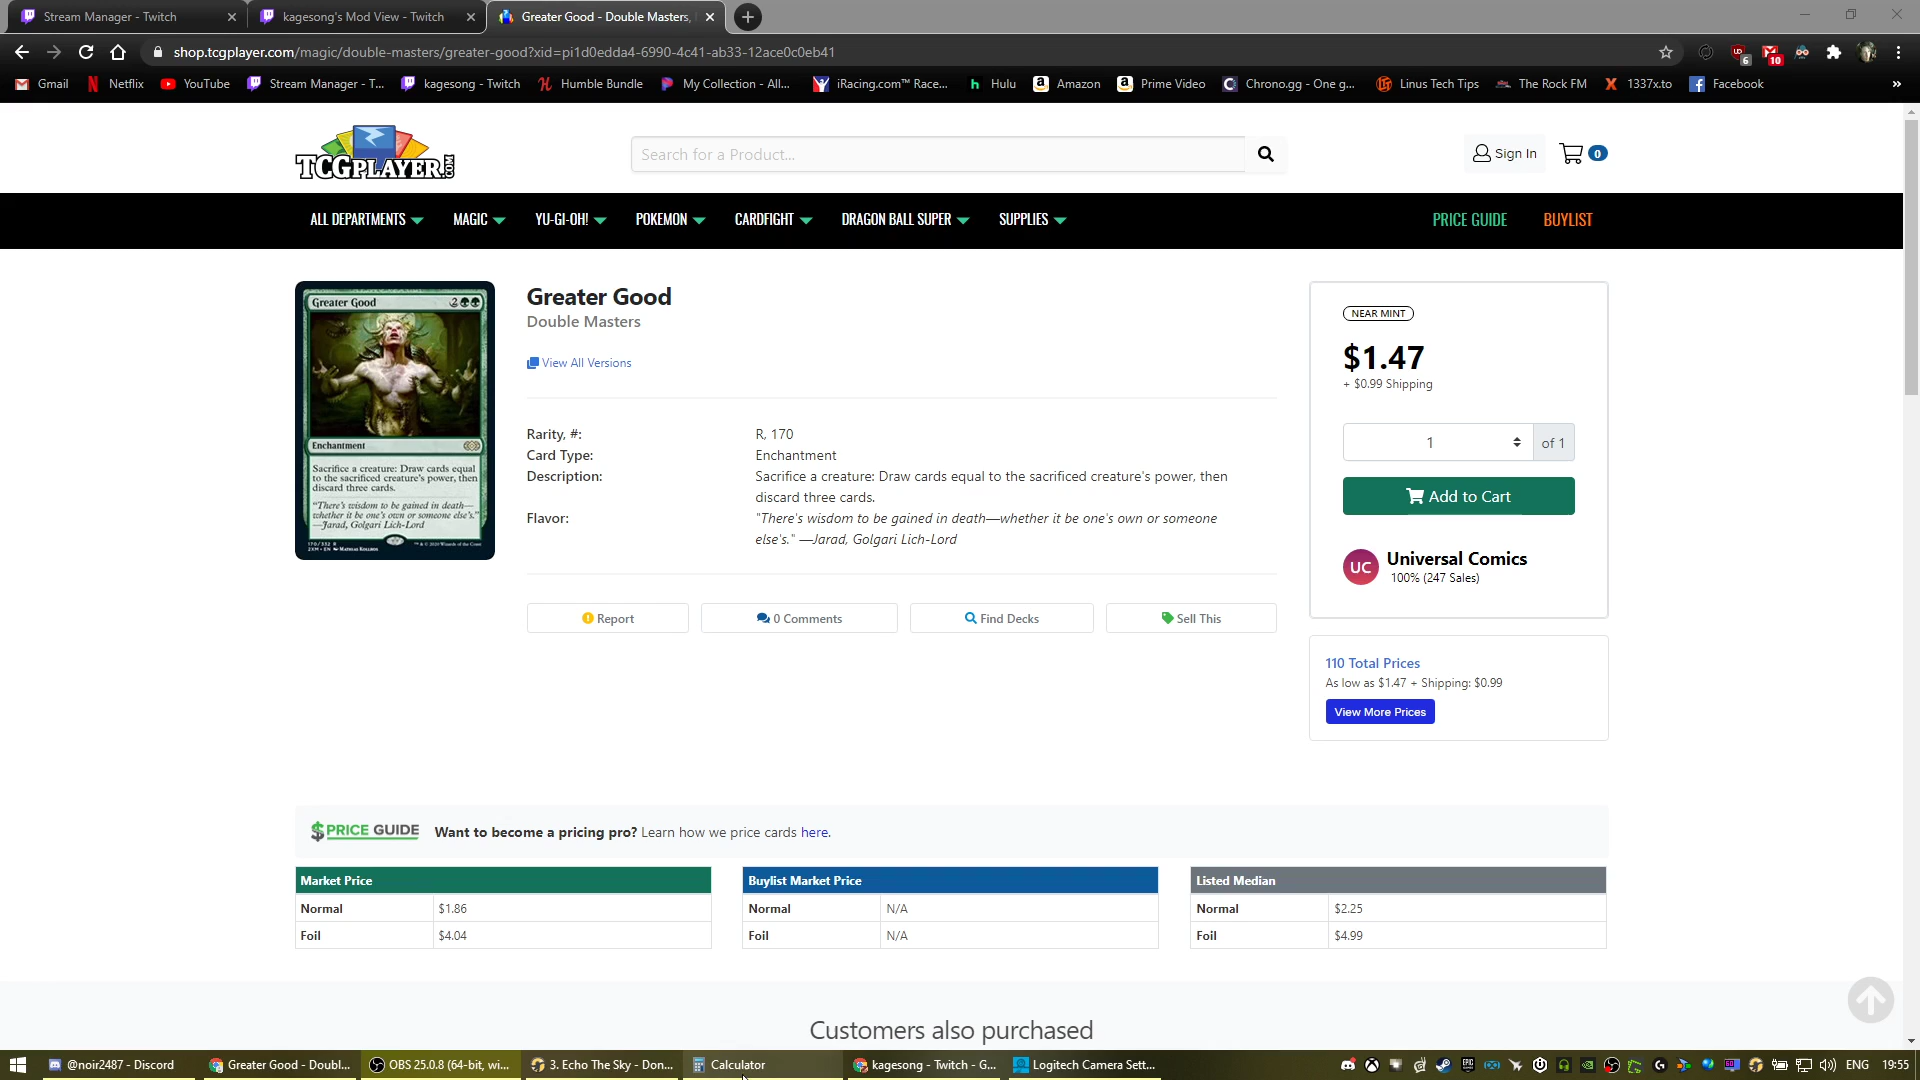 Stream Manager - Twitch
kagesong's Mod View - Twitch
Greater Good - Double Masters,
shop.tcgplayer.com/magic/double-masters/greater-good?xid=pi1d0edda4-6990-4c41-ab33-12ace0c0eb41
6
10
Gmail
Netflix
YouTube
Stream Manager - T...
kagesong - Twitch
Humble Bundle
My Collection - All...
iRacing.com™ Race...
Hulu
Amazon
Prime Video
Chrono.gg - One g...
Linus Tech Tips
The Rock FM
1337x.to
Facebook
»
TCGPLAYER.COM
Search for a Product...
Sign In
0
ALL DEPARTMENTS
MAGIC
YU-GI-OH!
POKEMON
CARDFIGHT
DRAGON BALL SUPER
SUPPLIES
PRICE GUIDE
BUYLIST
Greater Good 2
Enchantment
Sacrifice a creature: Draw cards equal
to the sacrificed creature's power, then
discard three cards.
"There's wisdom to be gained in death—
whether it be one's own or someone else's."
—Jarad, Golgari Lich-Lord
170/332 R
2XM • EN
Greater Good
Double Masters
View All Versions
Rarity, #: R, 170
Card Type: Enchantment
Description: Sacrifice a creature: Draw cards equal to the sacrificed creature's power, then
discard three cards.
Flavor: "There's wisdom to be gained in death—whether it be one's own or someone
else's." —Jarad, Golgari Lich-Lord
Report
0 Comments
Find Decks
Sell This
NEAR MINT
$1.47
+ $0.99 Shipping
1
of 1
Add to Cart
UC
Universal Comics
100% (247 Sales)
110 Total Prices
As low as $1.47 + Shipping: $0.99
View More Prices
$PRICE GUIDE
Want to become a pricing pro? Learn how we price cards here.
Market Price
Normal $1.86
Foil $4.04
Buylist Market Price
Normal N/A
Foil N/A
Listed Median
Normal $2.25
Foil $4.99
Customers also purchased
@noir2487 - Discord
Greater Good - Doubl...
OBS 25.0.8 (64-bit, wi...
3. Echo The Sky - Don...
Calculator
kagesong - Twitch - G...
Logitech Camera Sett...
ENG
19:55